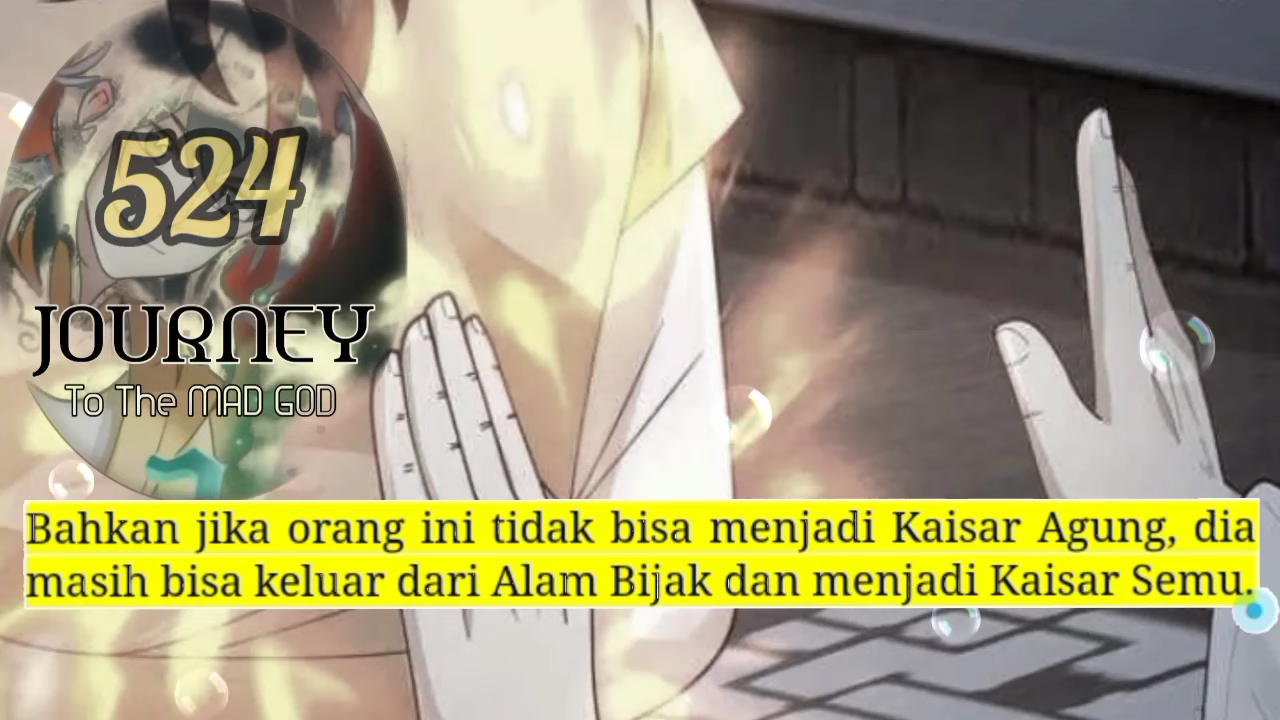 524
JOURNEY
To The MAD GOD
Bahkan jika orang ini tidak bisa menjadi Kaisar Agung, dia
masih bisa keluar dari Alam Bijak dan menjadi Kaisar Semu.